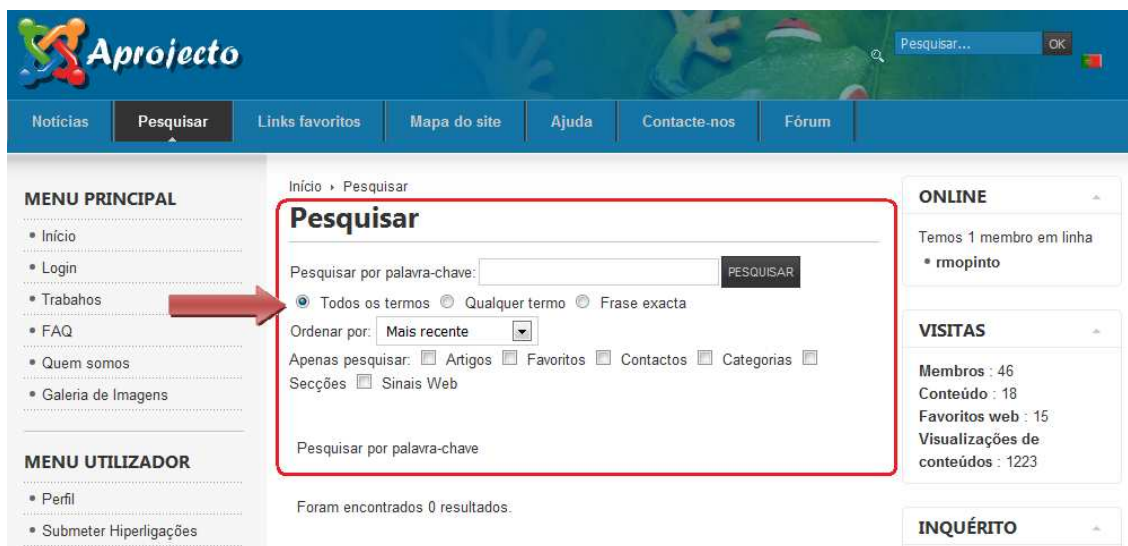 Aprojecto
Pesquisar... OK
Notícias Pesquisar Links favoritos Mapa do site Ajuda Contacte-nos Fórum
MENU PRINCIPAL
Início
Login
Trabahos
FAQ
Quem somos
Galeria de Imagens
MENU UTILIZADOR
Perfil
Submeter Hiperligações
Início › Pesquisar
Pesquisar
Pesquisar por palavra-chave: PESQUISAR
Todos os termos Qualquer termo Frase exacta
Ordenar por: Mais recente
Apenas pesquisar: Artigos Favoritos Contactos Categorias
Secções Sinais Web
Pesquisar por palavra-chave
Foram encontrados 0 resultados.
ONLINE
Temos 1 membro em linha
rmopinto
VISITAS
Membros : 46
Conteúdo : 18
Favoritos web : 15
Visualizações de
conteúdos : 1223
INQUÉRITO